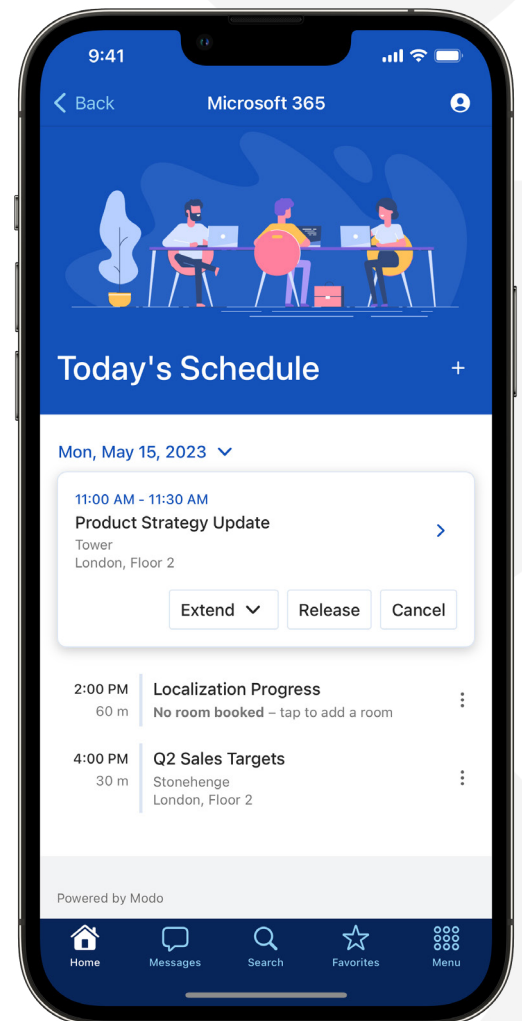 9:41
Back
Microsoft 365
Today's Schedule
+
Mon, May 15, 2023
11:00 AM - 11:30 AM
Product Strategy Update
Tower
London, Floor 2
Extend
Release
Cancel
2:00 PM
Localization Progress
60 m
No room booked – tap to add a room
4:00 PM
Q2 Sales Targets
30 m
Stonehenge
London, Floor 2
Powered by Modo
Home
Messages
Search
Favorites
Menu